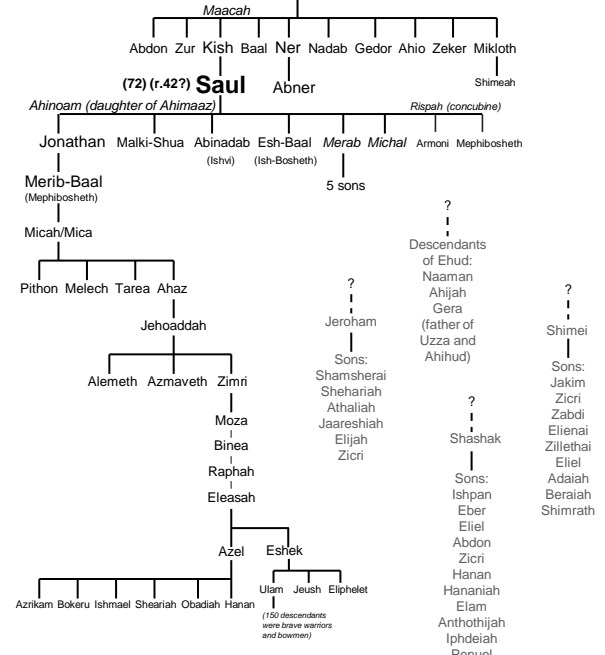 Maacah
Abdon Zur Kish Baal Ner Nadab Gedor Ahio Zeker Mikloth
(72) (r.42?) Saul Abner Shimeah
Ahinoam (daughter of Ahimaaz) Rispah (concubine)
Jonathan Malki-Shua Abinadab Esh-Baal Merab Michal Armoni Mephibosheth
(Ishvi) (Ish-Bosheth)
Merib-Baal 5 sons
(Mephibosheth)
Micah/Mica
Pithon Melech Tarea Ahaz
Jehoaddah
Alemeth Azmaveth Zimri
Moza
Binea
Raphah
Eleasah
Azel Eshek
Ulam Jeush Eliphelet
Azrikam Bokeru Ishmael Sheariah Obadiah Hanan
(150 descendants
were brave warriors
and bowmen)
?
Jeroham
Sons:
Shamsherai
Shehariah
Athaliah
Jaareshiah
Elijah
Zicri
?
Descendants
of Ehud:
Naaman
Ahijah
Gera
(father of
Uzza and
Ahihud)
?
Shashak
Sons:
Ishpan
Eber
Eliel
Abdon
Zicri
Hanan
Hananiah
Elam
Anthothijah
Iphdeiah
Penuel
?
Shimei
Sons:
Jakim
Zicri
Zabdi
Elienai
Zillethai
Eliel
Adaiah
Beraiah
Shimrath